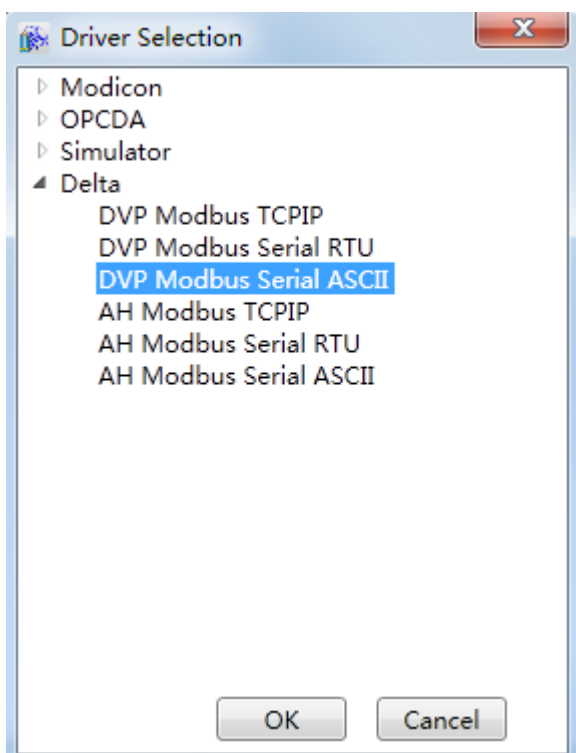 Driver Selection
Modicon
OPCDA
Simulator
Delta
DVP Modbus TCPIP
DVP Modbus Serial RTU
DVP Modbus Serial ASCII
AH Modbus TCPIP
AH Modbus Serial RTU
AH Modbus Serial ASCII
OK Cancel